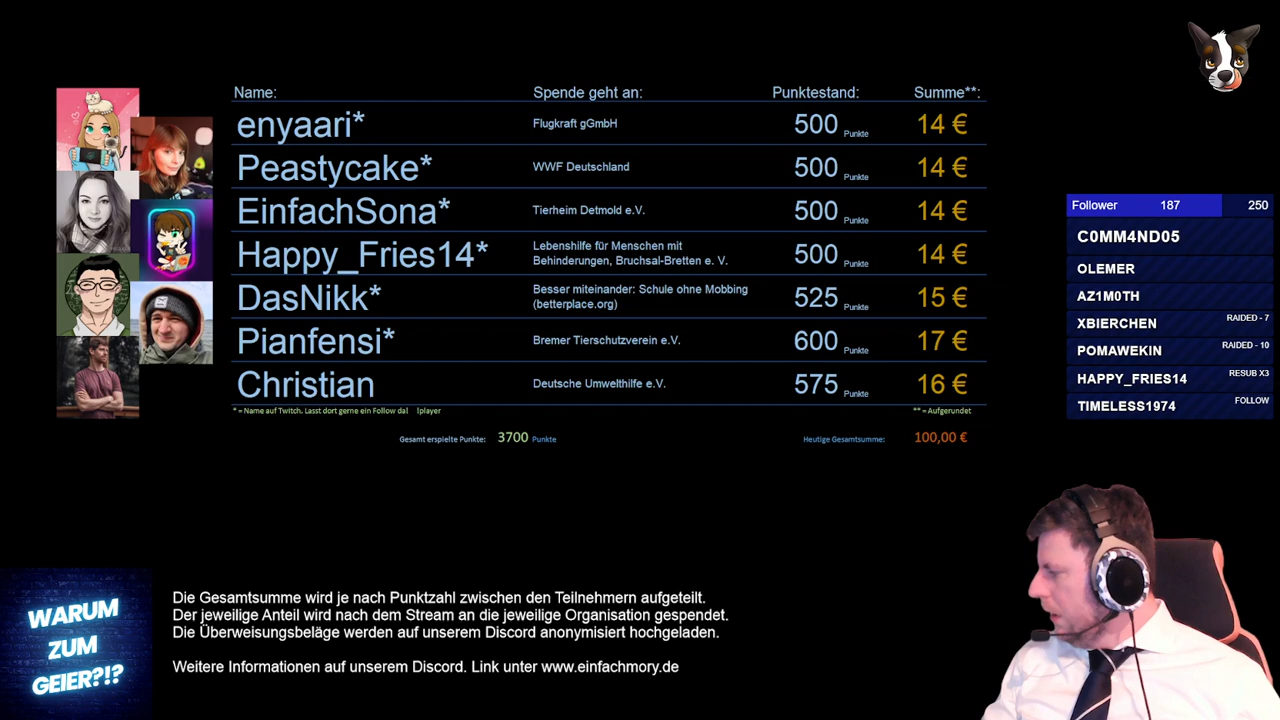 Name: Spende geht an: Punktestand: Summe**:
enyaari* Flugkraft gGmbH 500 Punkte 14 €
Peastycake* WWF Deutschland 500 Punkte 14 €
EinfachSona* Tierheim Detmold e.V. 500 Punkte 14 €
Happy_Fries14* Lebenshilfe für Menschen mit
Behinderungen, Bruchsal-Bretten e. V. 500 Punkte 14 €
DasNikk* Besser miteinander: Schule ohne Mobbing
(betterplace.org) 525 Punkte 15 €
Pianfensi* Bremer Tierschutzverein e.V. 600 Punkte 17 €
Christian Deutsche Umwelthilfe e.V. 575 Punkte 16 €
* = Name auf Twitch. Lasst dort gerne ein Follow da! !player ** = Aufgerundet
Gesamt erspielte Punkte: 3700 Punkte Heutige Gesamtsumme: 100,00 €
Follower 187 250
C0MM4ND05
OLEMER
AZ1M0TH
XBIERCHEN RAIDED - 7
POMAWEKIN RAIDED - 10
HAPPY_FRIES14 RESUB X3
TIMELESS1974 FOLLOW
WARUM
ZUM
GEIER?!?
Die Gesamtsumme wird je nach Punktzahl zwischen den Teilnehmern aufgeteilt.
Der jeweilige Anteil wird nach dem Stream an die jeweilige Organisation gespendet.
Die Überweisungsbeläge werden auf unserem Discord anonymisiert hochgeladen.
Weitere Informationen auf unserem Discord. Link unter www.einfachmory.de